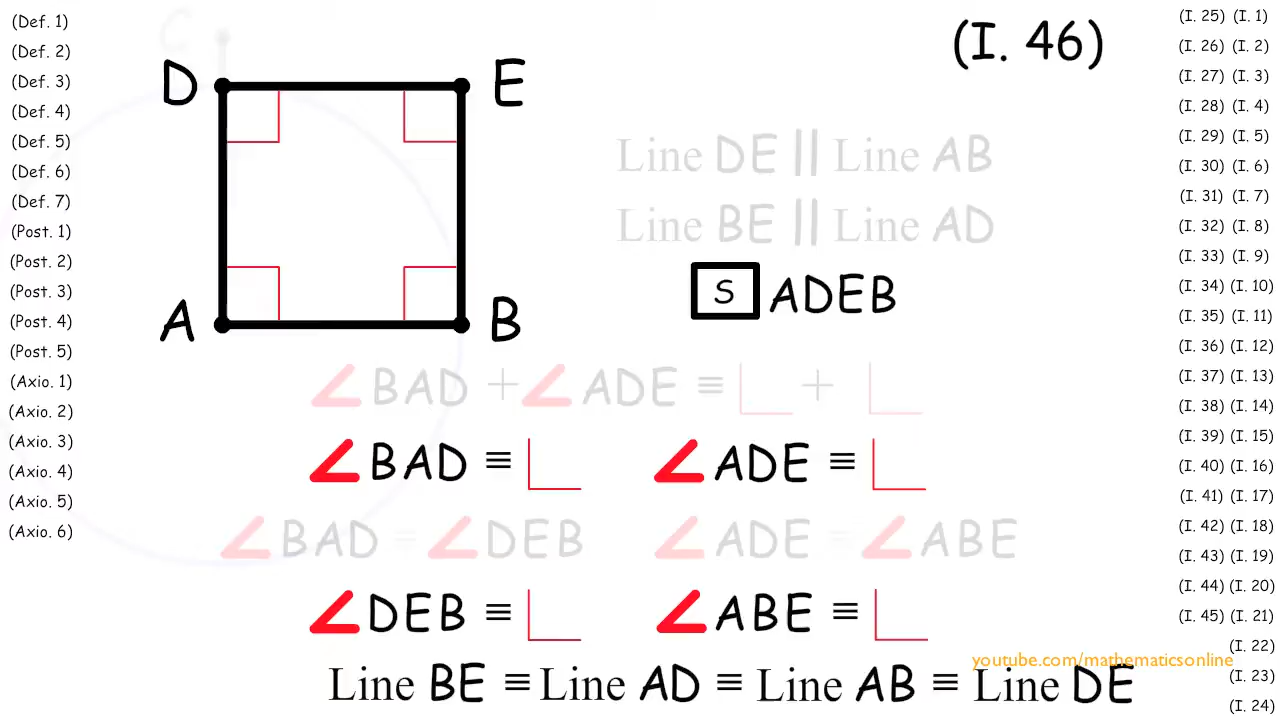 (I. 46)
C
D E
A B
Line DE || Line AB
Line BE || Line AD
S ADEB
∠BAD + ∠ADE ≡ ∟ + ∟
∠BAD ≡ ∟ ∠ADE ≡ ∟
∠BAD = ∠DEB ∠ADE = ∠ABE
∠DEB ≡ ∟ ∠ABE ≡ ∟
Line BE ≡ Line AD ≡ Line AB ≡ Line DE
youtube.com/mathematicsonline
(Def. 1)
(Def. 2)
(Def. 3)
(Def. 4)
(Def. 5)
(Def. 6)
(Def. 7)
(Post. 1)
(Post. 2)
(Post. 3)
(Post. 4)
(Post. 5)
(Axio. 1)
(Axio. 2)
(Axio. 3)
(Axio. 4)
(Axio. 5)
(Axio. 6)
(I. 25) (I. 1)
(I. 26) (I. 2)
(I. 27) (I. 3)
(I. 28) (I. 4)
(I. 29) (I. 5)
(I. 30) (I. 6)
(I. 31) (I. 7)
(I. 32) (I. 8)
(I. 33) (I. 9)
(I. 34) (I. 10)
(I. 35) (I. 11)
(I. 36) (I. 12)
(I. 37) (I. 13)
(I. 38) (I. 14)
(I. 39) (I. 15)
(I. 40) (I. 16)
(I. 41) (I. 17)
(I. 42) (I. 18)
(I. 43) (I. 19)
(I. 44) (I. 20)
(I. 45) (I. 21)
(I. 22)
(I. 23)
(I. 24)